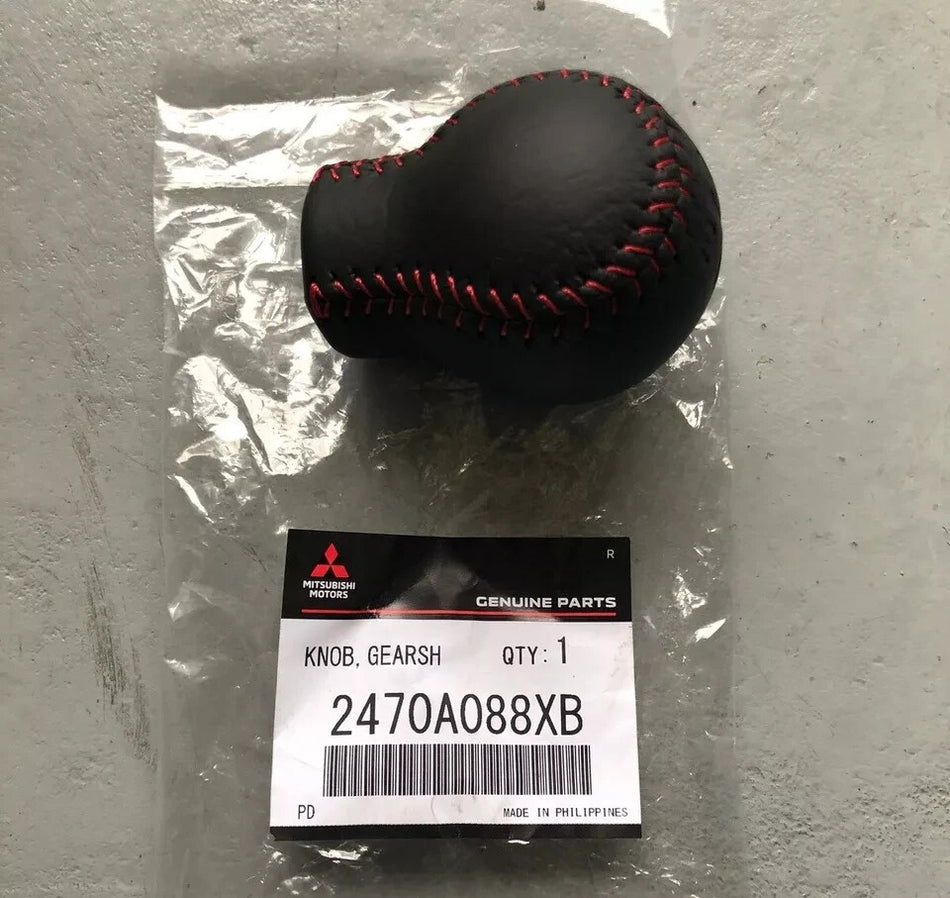 R
MITSUBISHI
MOTORS
GENUINE PARTS
KNOB, GEARSH QTY: 1
2470A088XB
PD MADE IN PHILIPPINES